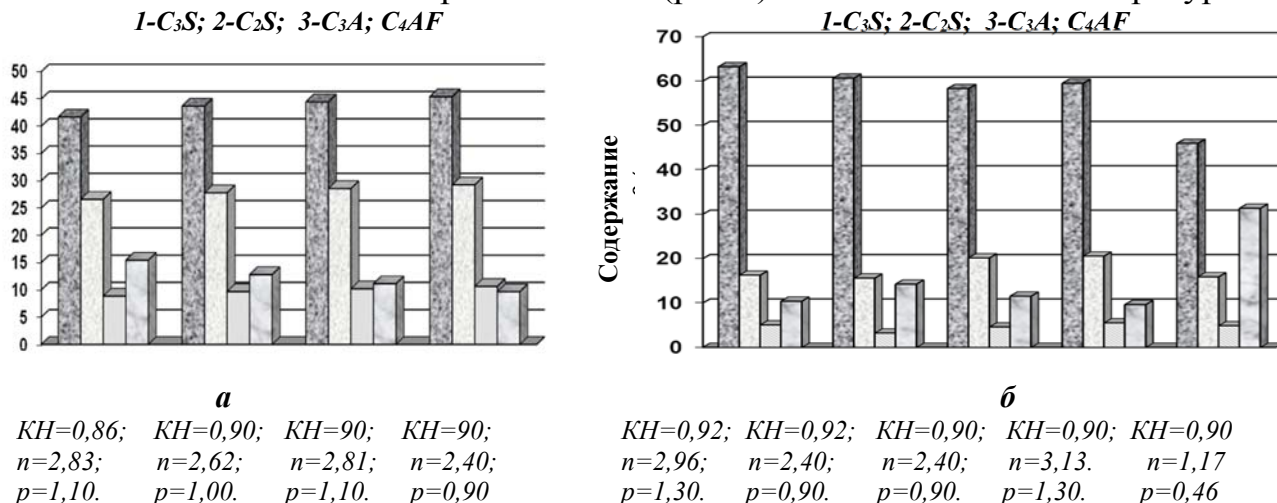 1-C₃S; 2-C₂S; 3-C₃A; C₄AF
50
45
40
35
30
25
20
15
10
5
0
а
КН=0,86; КН=0,90; КН=90; КН=90;
n=2,83; n=2,62; n=2,81; n=2,40;
p=1,10. p=1,00. p=1,10. p=0,90
1-C₃S; 2-C₂S; 3-C₃A; C₄AF
70
60
50
40
30
20
10
0
Содержание
б
КН=0,92; КН=0,92; КН=0,90; КН=0,90; КН=0,90
n=2,96; n=2,40; n=2,40; n=3,13. n=1,17
p=1,30. p=0,90. p=0,90. p=1,30. p=0,46